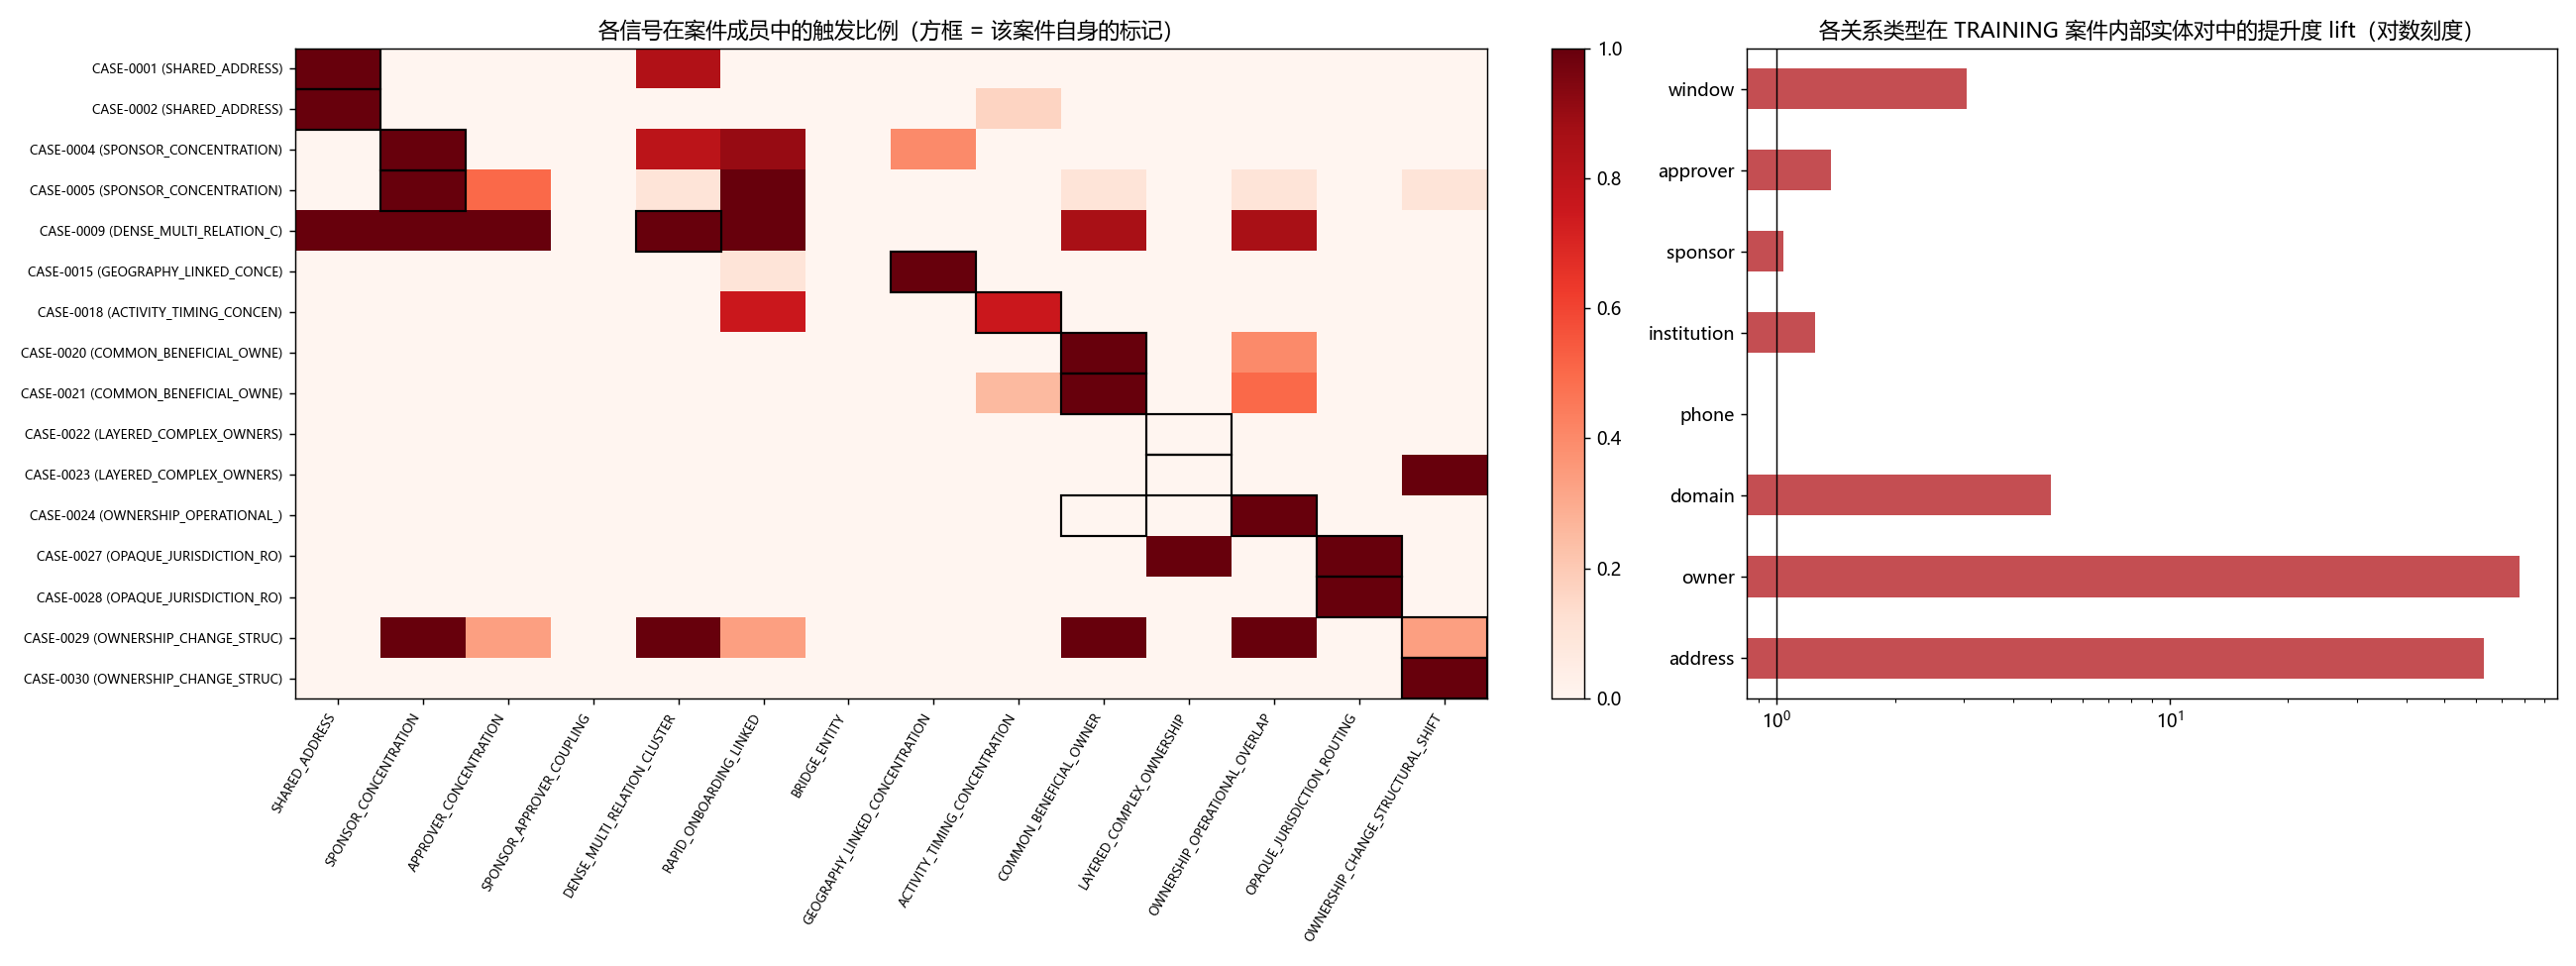 各信号在案件成员中的触发比例（方框 = 该案件自身的标记）
CASE-0001 (SHARED_ADDRESS)
CASE-0002 (SHARED_ADDRESS)
CASE-0004 (SPONSOR_CONCENTRATION)
CASE-0005 (SPONSOR_CONCENTRATION)
CASE-0009 (DENSE_MULTI_RELATION_C)
CASE-0015 (GEOGRAPHY_LINKED_CONCE)
CASE-0018 (ACTIVITY_TIMING_CONCEN)
CASE-0020 (COMMON_BENEFICIAL_OWNE)
CASE-0021 (COMMON_BENEFICIAL_OWNE)
CASE-0022 (LAYERED_COMPLEX_OWNERS)
CASE-0023 (LAYERED_COMPLEX_OWNERS)
CASE-0024 (OWNERSHIP_OPERATIONAL_)
CASE-0027 (OPAQUE_JURISDICTION_RO)
CASE-0028 (OPAQUE_JURISDICTION_RO)
CASE-0029 (OWNERSHIP_CHANGE_STRUC)
CASE-0030 (OWNERSHIP_CHANGE_STRUC)
SHARED_ADDRESS
SPONSOR_CONCENTRATION
APPROVER_CONCENTRATION
SPONSOR_APPROVER_COUPLING
DENSE_MULTI_RELATION_CLUSTER
RAPID_ONBOARDING_LINKED
BRIDGE_ENTITY
GEOGRAPHY_LINKED_CONCENTRATION
ACTIVITY_TIMING_CONCENTRATION
COMMON_BENEFICIAL_OWNER
LAYERED_COMPLEX_OWNERSHIP
OWNERSHIP_OPERATIONAL_OVERLAP
OPAQUE_JURISDICTION_ROUTING
OWNERSHIP_CHANGE_STRUCTURAL_SHIFT
1.0
0.8
0.6
0.4
0.2
0.0
各关系类型在 TRAINING 案件内部实体对中的提升度 lift（对数刻度）
window
approver
sponsor
institution
phone
domain
owner
address
10⁰
10¹